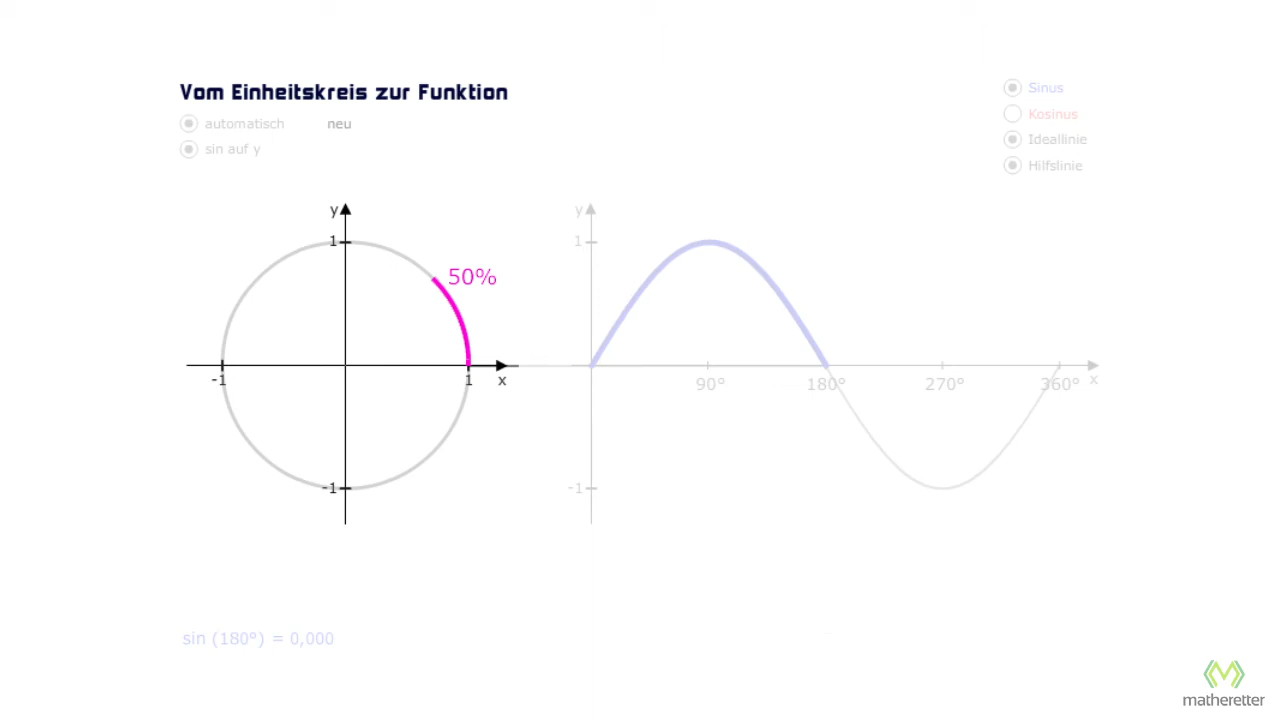 Vom Einheitskreis zur Funktion
automatisch neu
sin auf y
Sinus
Kosinus
Ideallinie
Hilfslinie
y
1
50%
-1
1
x
-1
y
1
90°
180°
270°
360°
x
-1
sin (180°) = 0,000
matheretter